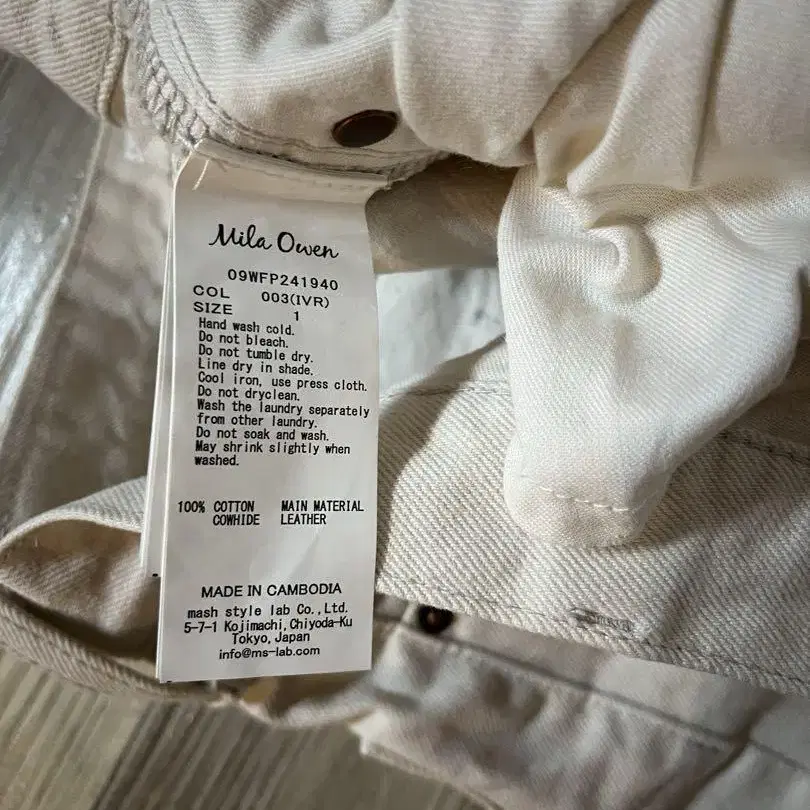 Mila Owen
09WFP241940
COL 003(IVR)
SIZE 1
Hand wash cold.
Do not bleach.
Do not tumble dry.
Line dry in shade.
Cool iron, use press cloth.
Do not dryclean.
Wash the laundry separately
from other laundry.
Do not soak and wash.
May shrink slightly when
washed.
100% COTTON MAIN MATERIAL
COWHIDE LEATHER
MADE IN CAMBODIA
mash style lab Co.,Ltd.
5-7-1 Kojimachi,Chiyoda-Ku
Tokyo,Japan
info@ms-lab.com